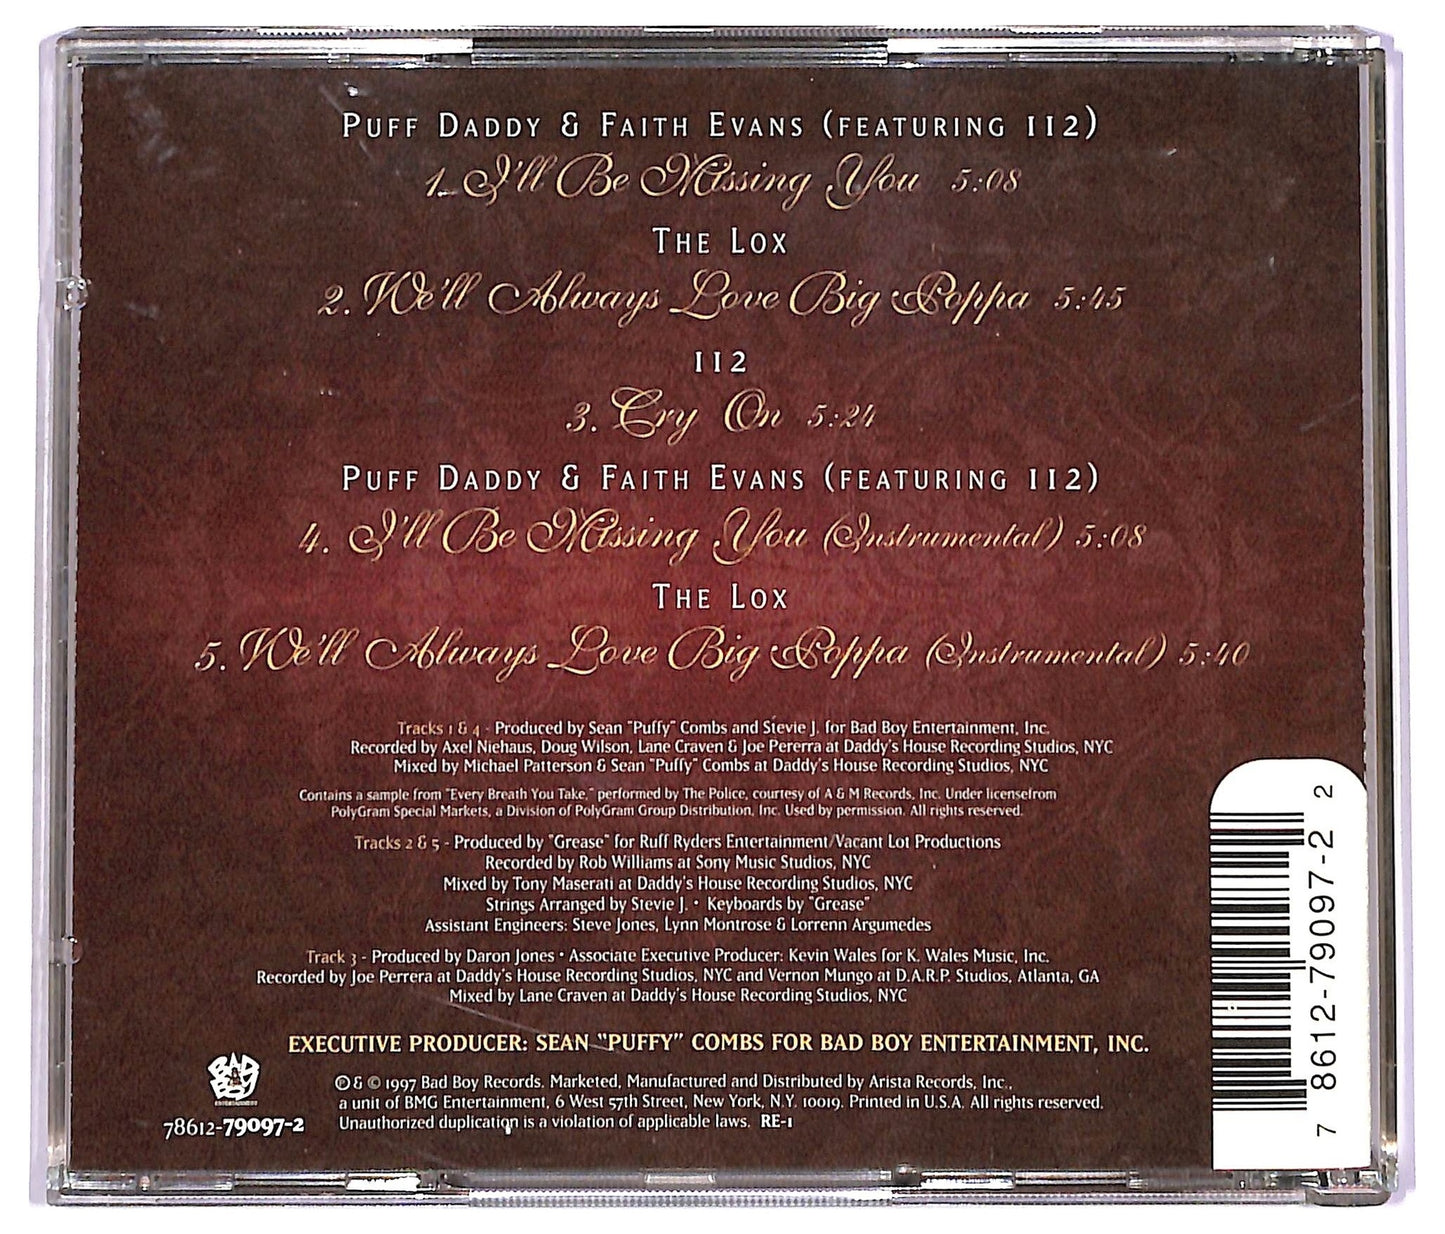 PUFF DADDY & FAITH EVANS (FEATURING 112)
1. I'll Be Missing You 5:08
THE LOX
2. We'll Always Love Big Poppa 5:45
112
3. Cry On 5:24
PUFF DADDY & FAITH EVANS (FEATURING 112)
4. I'll Be Missing You (Instrumental) 5:08
THE LOX
5. We'll Always Love Big Poppa (Instrumental) 5:40
Tracks 1 & 4 - Produced by Sean "Puffy" Combs and Stevie J. for Bad Boy Entertainment, Inc.
Recorded by Axel Niehaus, Doug Wilson, Lane Craven & Joe Pererra at Daddy's House Recording Studios, NYC
Mixed by Michael Patterson & Sean "Puffy" Combs at Daddy's House Recording Studios, NYC
Contains a sample from "Every Breath You Take," performed by The Police, courtesy of A & M Records, Inc. Under licensefrom
PolyGram Special Markets, a Division of PolyGram Group Distribution, Inc. Used by permission. All rights reserved.
Tracks 2 & 5 - Produced by "Grease" for Ruff Ryders Entertainment/Vacant Lot Productions
Recorded by Rob Williams at Sony Music Studios, NYC
Mixed by Tony Maserati at Daddy's House Recording Studios, NYC
Strings Arranged by Stevie J. • Keyboards by "Grease"
Assistant Engineers: Steve Jones, Lynn Montrose & Lorrenn Argumedes
Track 3 - Produced by Daron Jones • Associate Executive Producer: Kevin Wales for K. Wales Music, Inc.
Recorded by Joe Perrera at Daddy's House Recording Studios, NYC and Vernon Mungo at D.A.R.P. Studios, Atlanta, GA
Mixed by Lane Craven at Daddy's House Recording Studios, NYC
EXECUTIVE PRODUCER: SEAN "PUFFY" COMBS FOR BAD BOY ENTERTAINMENT, INC.
BAD BOY
ENTERTAINMENT
78612-79097-2
℗ & © 1997 Bad Boy Records. Marketed, Manufactured and Distributed by Arista Records, Inc.,
a unit of BMG Entertainment, 6 West 57th Street, New York, N.Y. 10019. Printed in U.S.A. All rights reserved.
Unauthorized duplication is a violation of applicable laws. RE-1
7 8612-79097-2 2